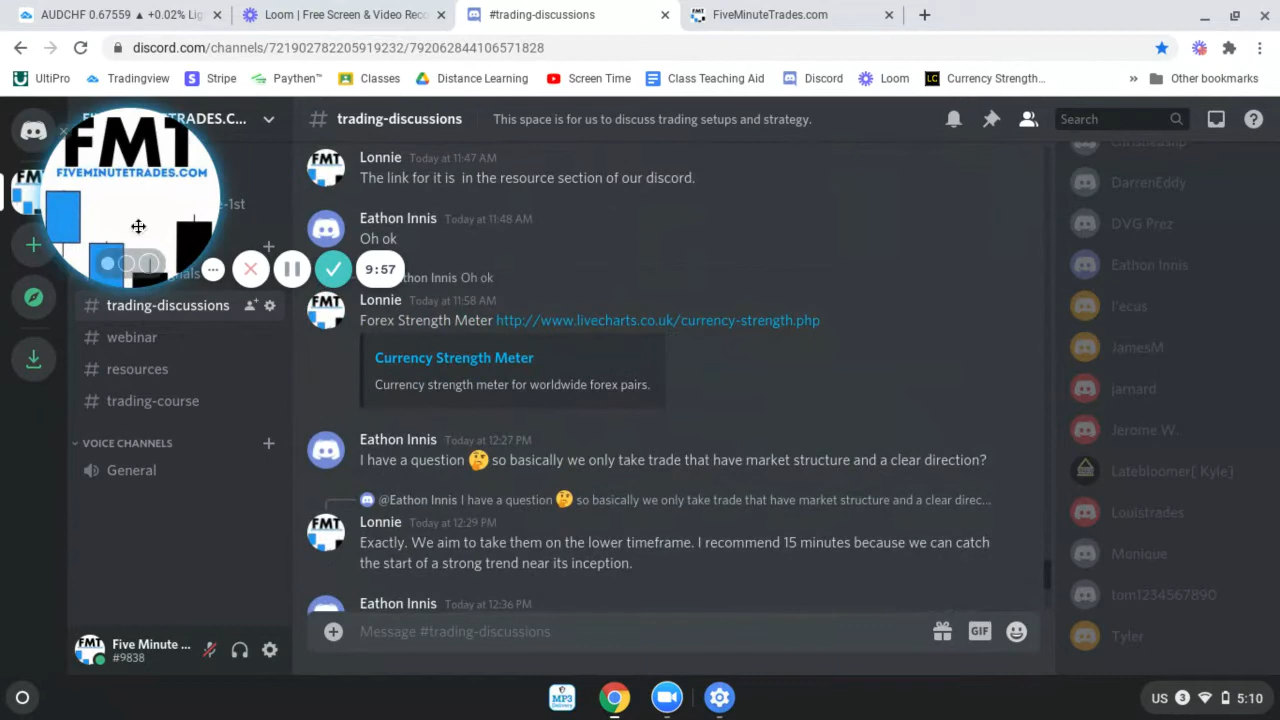 AUDCHF 0.67559 ▲ +0.02% Lig
Loom | Free Screen & Video Reco
#trading-discussions
FiveMinuteTrades.com
discord.com/channels/721902782205919232/792062844106571828
UltiPro
Tradingview
Stripe
Paythen™
Classes
Distance Learning
Screen Time
Class Teaching Aid
Discord
Loom
LC
Currency Strength...
»
Other bookmarks
FMT
FIVEMINUTETRADES.COM
TRADES.C...
# trading-discussions
This space is for us to discuss trading setups and strategy.
Search
-1st
9:57
# trading-discussions
# webinar
# resources
# trading-course
VOICE CHANNELS
General
Five Minute ...
#9838
Lonnie Today at 11:47 AM
The link for it is in the resource section of our discord.
Eathon Innis Today at 11:48 AM
Oh ok
thon Innis Oh ok
Lonnie Today at 11:58 AM
Forex Strength Meter http://www.livecharts.co.uk/currency-strength.php
Currency Strength Meter
Currency strength meter for worldwide forex pairs.
Eathon Innis Today at 12:27 PM
I have a question 🤔 so basically we only take trade that have market structure and a clear direction?
@Eathon Innis I have a question 🤔 so basically we only take trade that have market structure and a clear direc...
Lonnie Today at 12:29 PM
Exactly. We aim to take them on the lower timeframe. I recommend 15 minutes because we can catch
the start of a strong trend near its inception.
Eathon Innis Today at 12:36 PM
Message #trading-discussions
GIF
DarrenEddy
DVG Prez
Eathon Innis
I'ecus
JamesM
jarnard
Jerome W..
Latebloomer[ Kyle}
Louistrades
Monique
tom1234567890
Tyler
MP3
Delivery
US 3 5:10